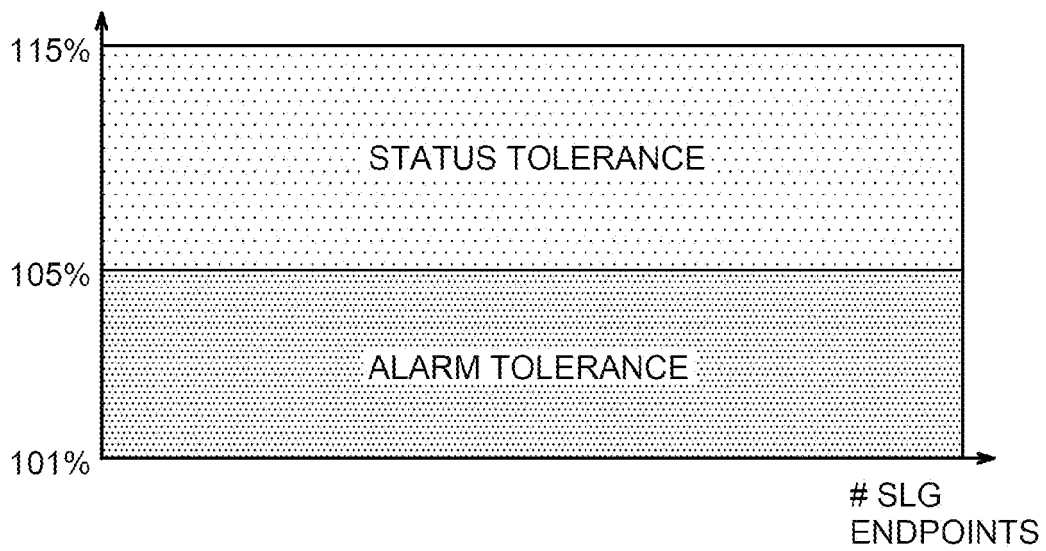 115%
STATUS TOLERANCE
105%
ALARM TOLERANCE
101%
# SLG
ENDPOINTS